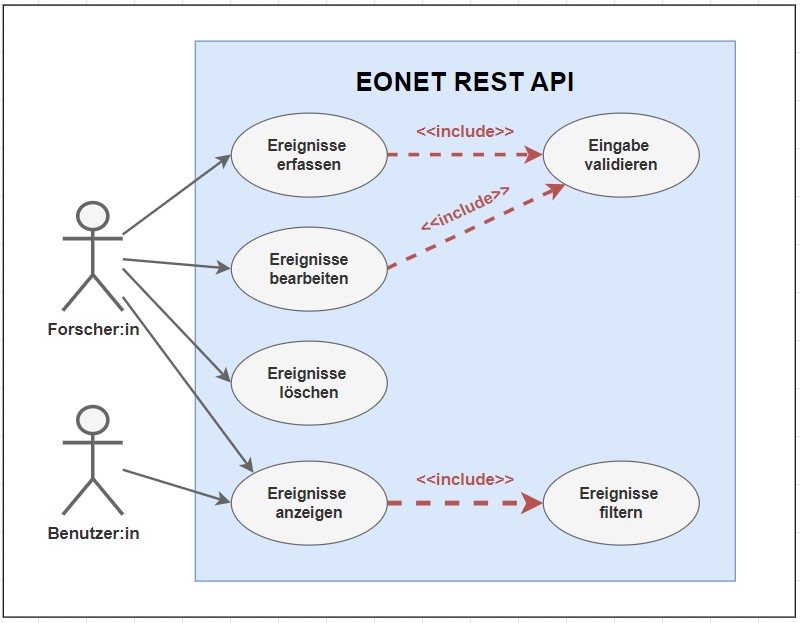 EONET REST API
Ereignisse
erfassen
<<include>>
Eingabe
validieren
<<include>>
Ereignisse
bearbeiten
Forscher:in
Ereignisse
löschen
<<include>>
Ereignisse
anzeigen
Ereignisse
filtern
Benutzer:in